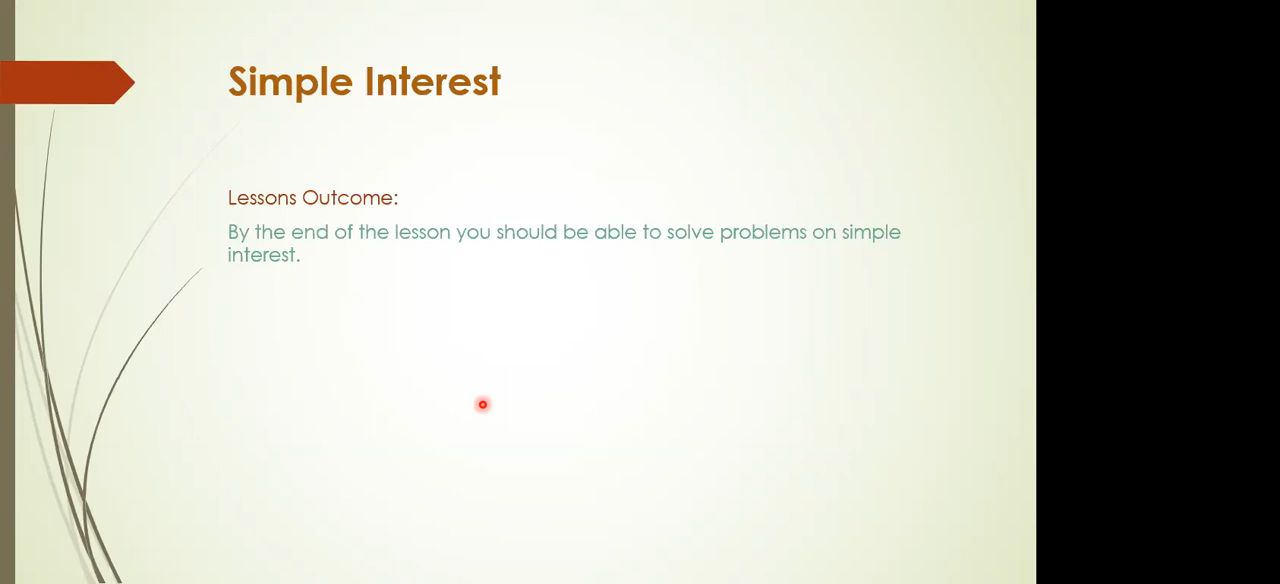 Simple Interest
Lessons Outcome:
By the end of the lesson you should be able to solve problems on simple
interest.